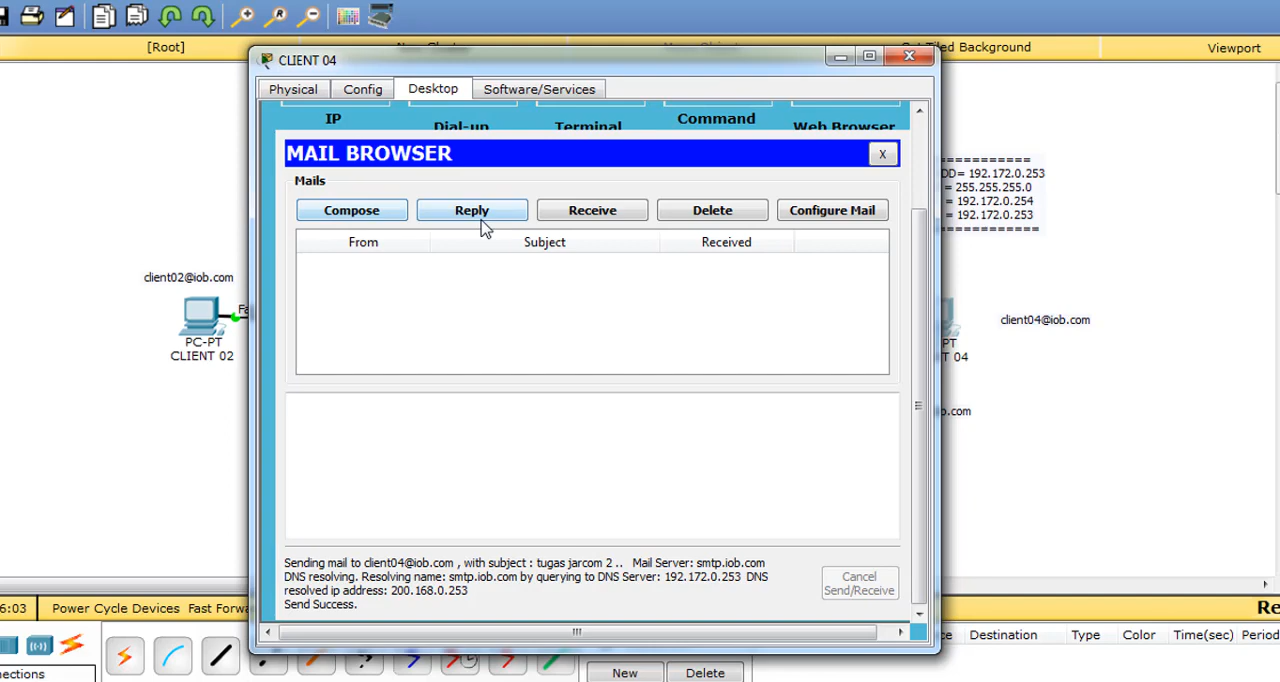 [Root]
Set Tiled Background
Viewport
CLIENT 04
Physical
Config
Desktop
Software/Services
IP
Dial-up
Terminal
Command
Web Browser
MAIL BROWSER
X
Mails
Compose
Reply
Receive
Delete
Configure Mail
From
Subject
Received
DD= 192.172.0.253
= 255.255.255.0
= 192.172.0.254
= 192.172.0.253
client02@iob.com
Fa
PC-PT
CLIENT 02
client04@iob.com
PT
T 04
o.com
Sending mail to client04@iob.com , with subject : tugas jarcom 2 .. Mail Server: smtp.iob.com
DNS resolving. Resolving name: smtp.iob.com by querying to DNS Server: 192.172.0.253 DNS
resolved ip address: 200.168.0.253
Send Success.
Cancel
Send/Receive
6:03
Power Cycle Devices
Fast Forwa
Re
ce
Destination
Type
Color
Time(sec)
Period
nections
New
Delete